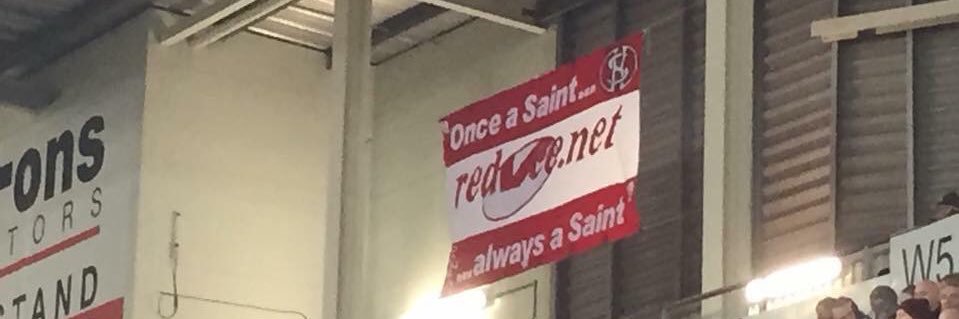 rons
TORS
STAND
Once a Saint...
redvee.net
...always a Saint
W5